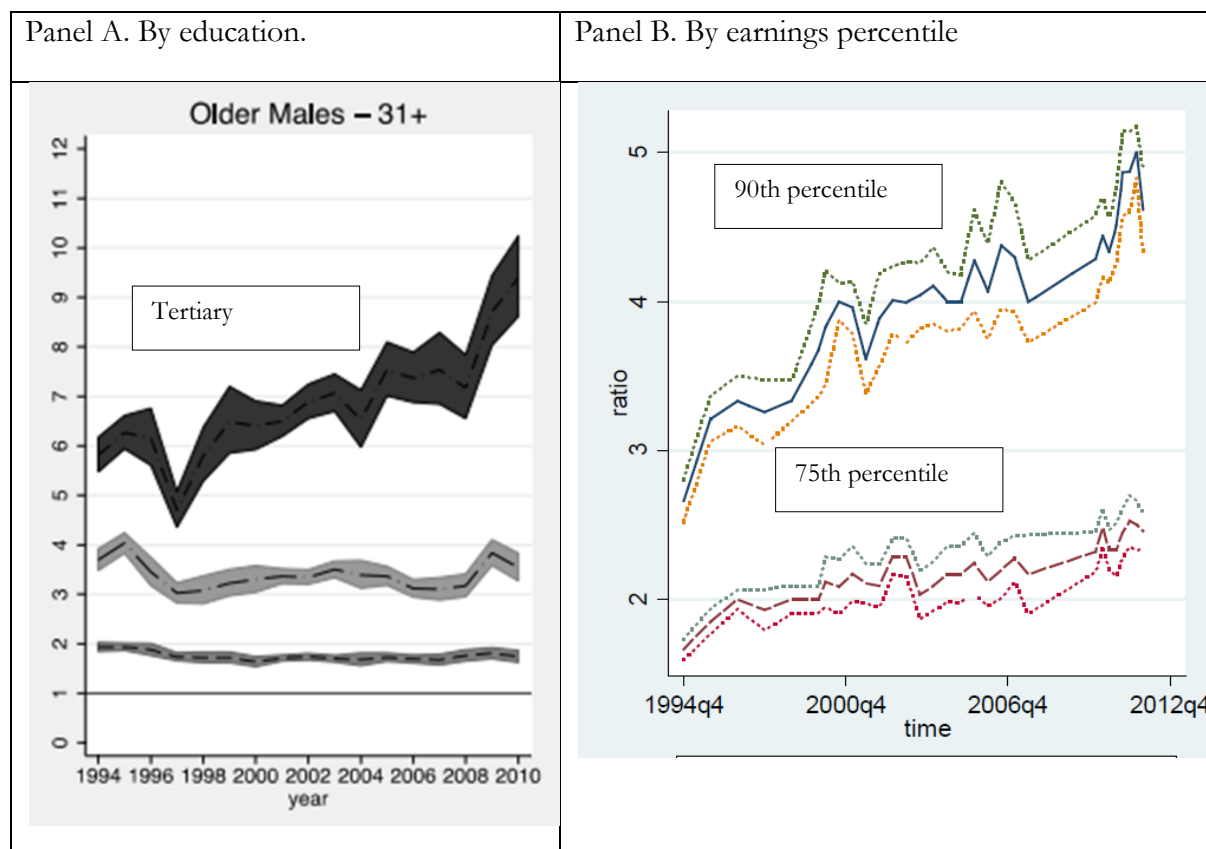 Panel A. By education.
Panel B. By earnings percentile
Older Males – 31+
12
11
10
9
8
7
6
5
4
3
2
1
0
Tertiary
1994 1996 1998 2000 2002 2004 2006 2008 2010
year
5
4
3
2
ratio
90th percentile
75th percentile
1994q4 2000q4 2006q4 2012q4
time